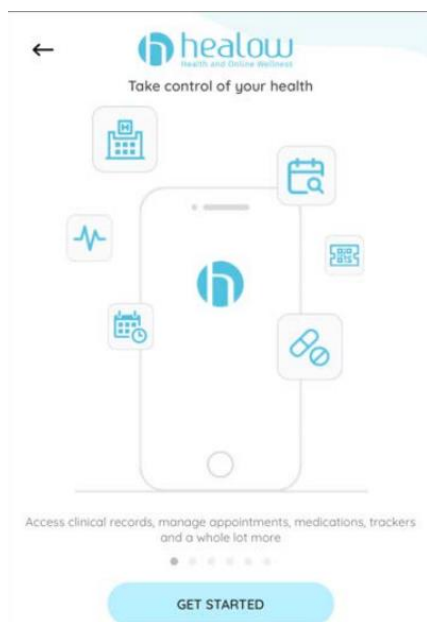 healow
Health and Online Wellness
Take control of your health
H
h
Access clinical records, manage appointments, medications, trackers
and a whole lot more
GET STARTED